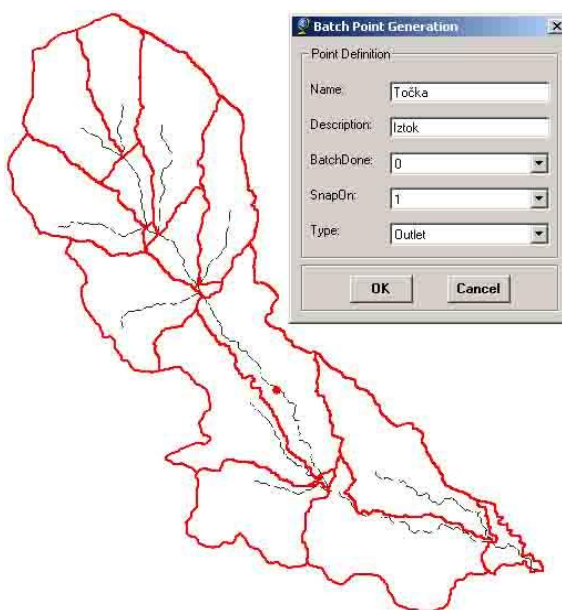 Batch Point Generation
Point Definition
Name: Točka
Description: Iztok
BatchDone: 0
SnapOn: 1
Type: Outlet
OK Cancel